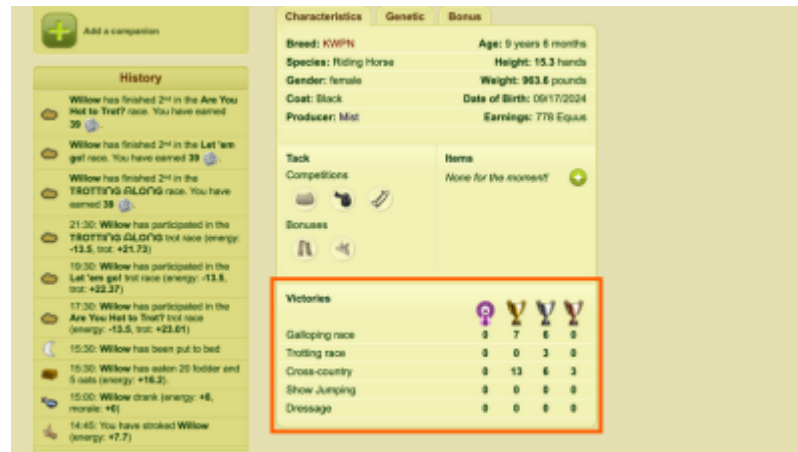 Add a companion
History
Willow has finished 2nd in the Are You
Hot to Trot? race. You have earned
39
Willow has finished 2nd in the Let 'em
go! race. You have earned 39
Willow has finished 2nd in the
TROTTING ALONG race. You have
earned 39
21:30: Willow has participated in the
TROTTING ALONG trot race (energy:
-13.5, trot: +21.73)
19:30: Willow has participated in the
Let 'em go! trot race (energy: -13.5,
trot: +22.37)
17:30: Willow has participated in the
Are You Hot to Trot? trot race
(energy: -13.5, trot: +23.01)
15:30: Willow has been put to bed
15:30: Willow has eaten 20 fodder and
5 oats (energy: +16.2).
15:00: Willow drank (energy: +8,
morale: +0)
14:45: You have stroked Willow
(energy: +7.7)
Characteristics Genetic Bonus
Breed: KWPN Age: 9 years 6 months
Species: Riding Horse Height: 15.3 hands
Gender: female Weight: 963.6 pounds
Coat: Black Date of Birth: 09/17/2024
Producer: Mist Earnings: 778 Equus
Tack Items
Competitions None for the moment!
Bonuses
Victories
Galloping race 0 7 6 0
Trotting race 0 0 3 0
Cross-country 0 13 6 3
Show Jumping 0 0 0 0
Dressage 0 0 0 0